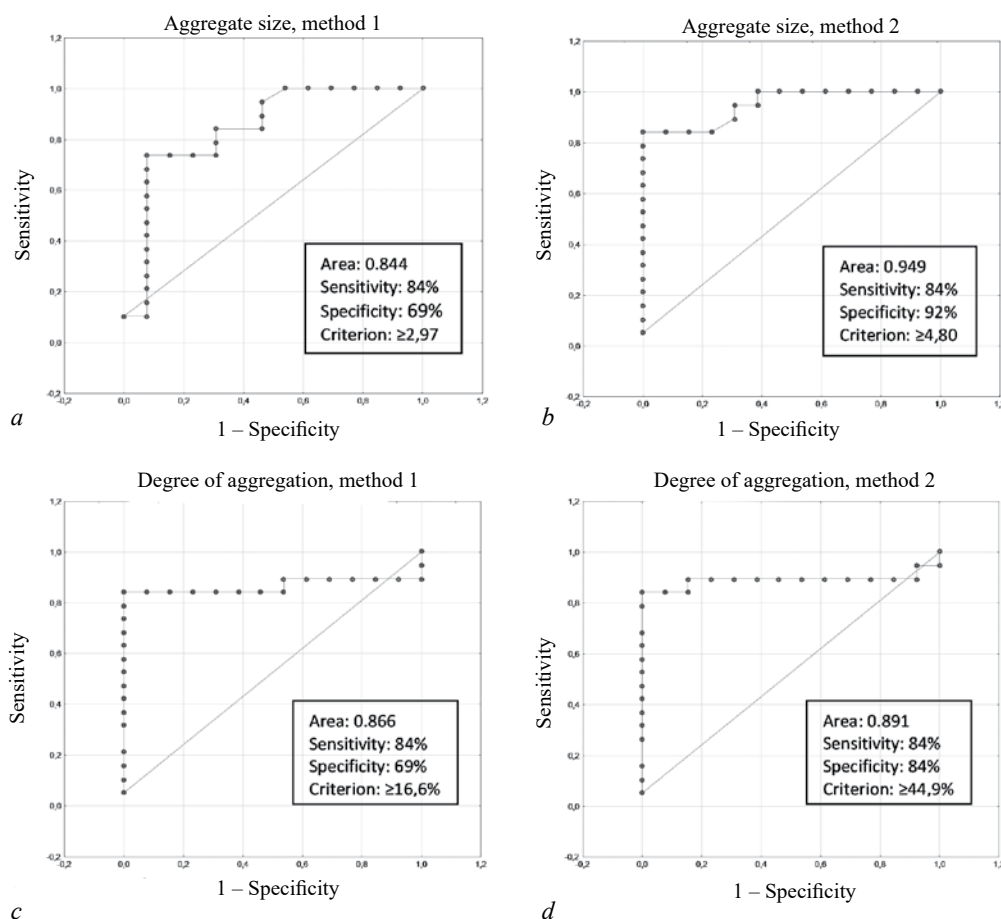 Aggregate size, method 1
1,2
1,0
0,8
0,6
0,4
0,2
0,0
-0,2
-0,2 0,0 0,2 0,4 0,6 0,8 1,0 1,2
Sensitivity
1 – Specificity
Area: 0.844
Sensitivity: 84%
Specificity: 69%
Criterion: ≥2,97
a
Aggregate size, method 2
1,2
1,0
0,8
0,6
0,4
0,2
0,0
-0,2
-0,2 0,0 0,2 0,4 0,6 0,8 1,0 1,2
Sensitivity
1 – Specificity
Area: 0.949
Sensitivity: 84%
Specificity: 92%
Criterion: ≥4,80
b
Degree of aggregation, method 1
1,2
1,0
0,8
0,6
0,4
0,2
0,0
-0,2
-0,2 0,0 0,2 0,4 0,6 0,8 1,0 1,2
Sensitivity
1 – Specificity
Area: 0.866
Sensitivity: 84%
Specificity: 69%
Criterion: ≥16,6%
c
Degree of aggregation, method 2
1,2
1,0
0,8
0,6
0,4
0,2
0,0
-0,2
-0,2 0,0 0,2 0,4 0,6 0,8 1,0 1,2
Sensitivity
1 – Specificity
Area: 0.891
Sensitivity: 84%
Specificity: 84%
Criterion: ≥44,9%
d